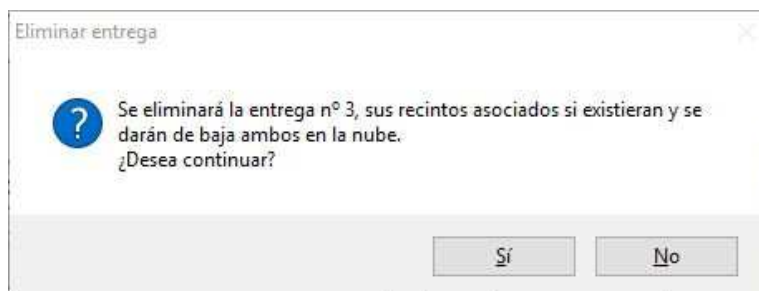 Eliminar entrega
Se eliminará la entrega nº 3, sus recintos asociados si existieran y se
darán de baja ambos en la nube.
¿Desea continuar?
Sí
No